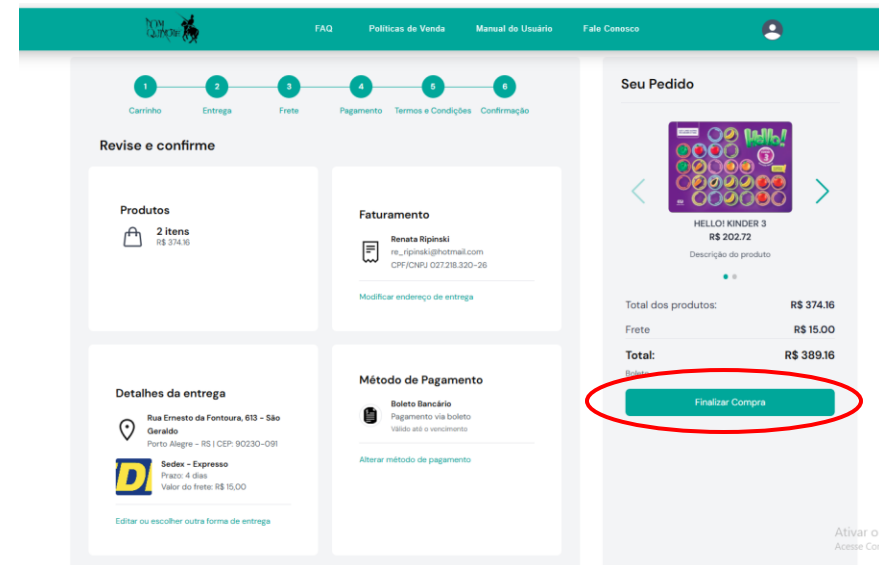 DOM
QUIXOTE
FAQ
Políticas de Venda
Manual do Usuário
Fale Conosco
1
2
3
4
5
6
Carrinho
Entrega
Frete
Pagamento
Termos e Condições
Confirmação
Revise e confirme
Produtos
2 itens
R$ 374.16
Faturamento
Renata Ripinski
re_ripinski@hotmail.com
CPF/CNPJ 027.218.320-26
Modificar endereço de entrega
Detalhes da entrega
Rua Ernesto da Fontoura, 613 - São
Geraldo
Porto Alegre - RS | CEP: 90230-091
Sedex - Expresso
Prazo: 4 dias
Valor do frete: R$ 15,00
Editar ou escolher outra forma de entrega
Método de Pagamento
Boleto Bancário
Pagamento via boleto
Válido até o vencimento
Alterar método de pagamento
Seu Pedido
Hello!
3
HELLO! KINDER 3
R$ 202.72
Descrição do produto
Total dos produtos: R$ 374.16
Frete R$ 15.00
Total: R$ 389.16
Boleto
Finalizar Compra
Ativar o
Acesse Co